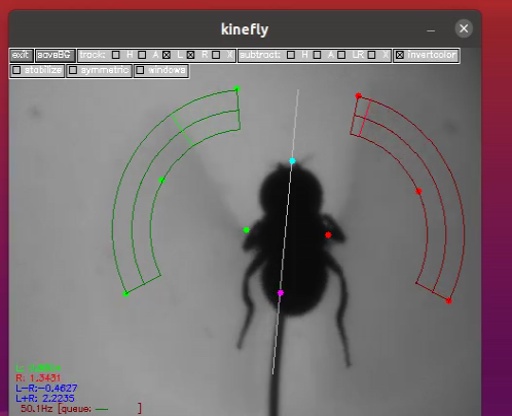 kinefly
exit saveBG track: H A L R X subtract: H A LR X invertcolor
stabilize symmetric windows
R: 1.3431
L-R:-0.4627
L+R: 2.2235
50.1Hz [queue: — ]